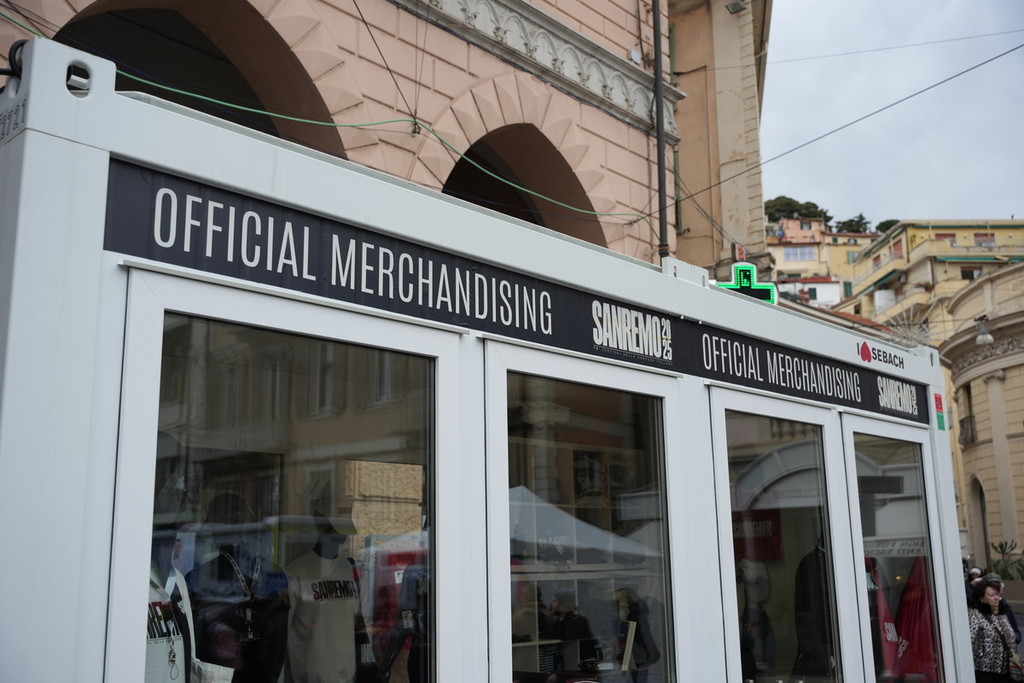 OFFICIAL MERCHANDISING
SANREMO 2025
OFFICIAL MERCHANDISING
SANREMO 2025
I SEBACH
SANREMO